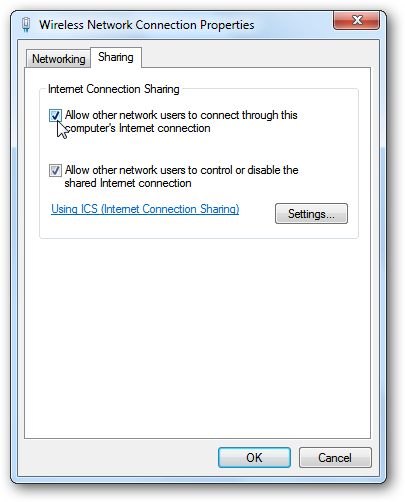 Wireless Network Connection Properties
Networking
Sharing
Internet Connection Sharing
Allow other network users to connect through this
computer's Internet connection
Allow other network users to control or disable the
shared Internet connection
Using ICS (Internet Connection Sharing)
Settings...
OK
Cancel